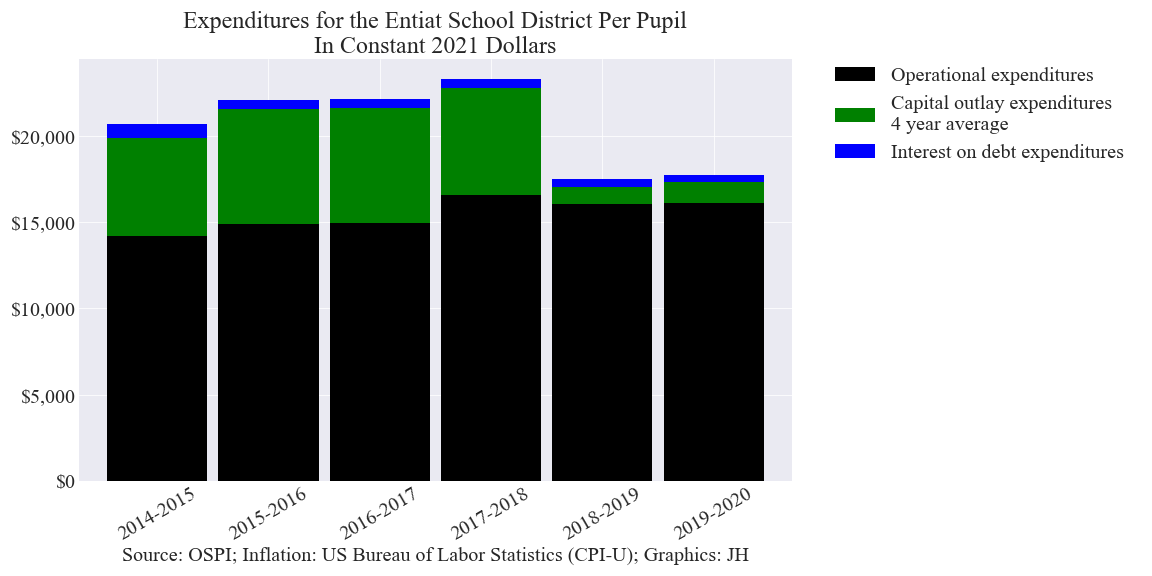 Expenditures for the Entiat School District Per Pupil
In Constant 2021 Dollars
Operational expenditures
Capital outlay expenditures
4 year average
Interest on debt expenditures
$20,000
$15,000
$10,000
$5,000
$0
2014-2015
2015-2016
2016-2017
2017-2018
2018-2019
2019-2020
Source: OSPI; Inflation: US Bureau of Labor Statistics (CPI-U); Graphics: JH